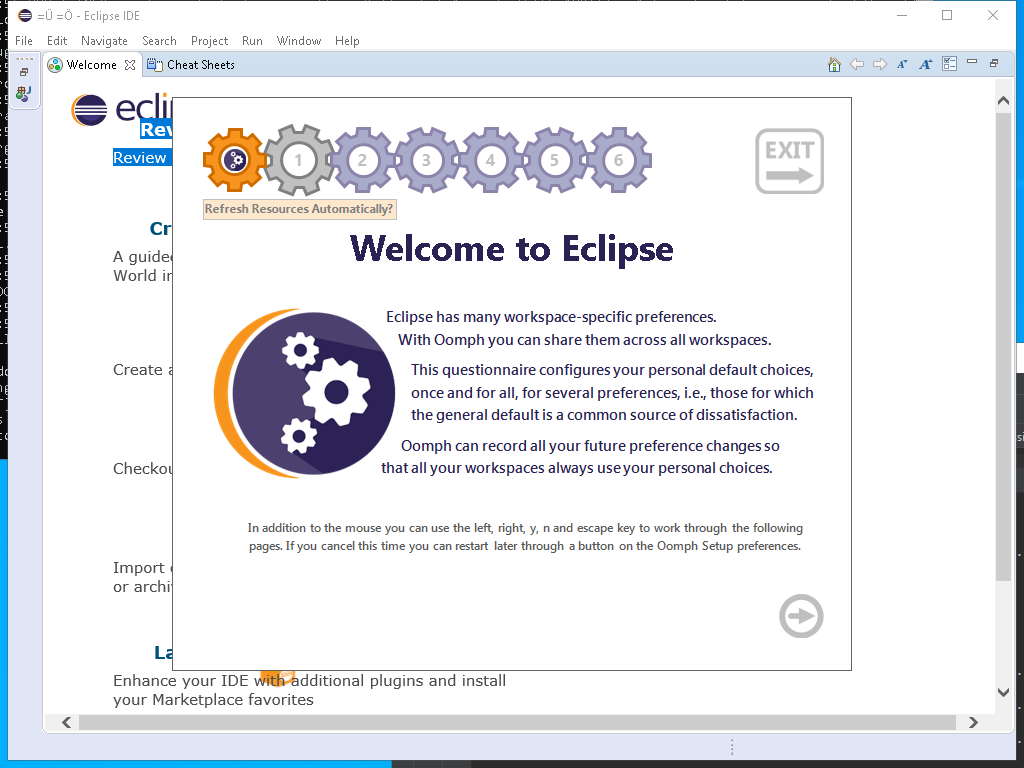 =Ü =Ö - Eclipse IDE
File Edit Navigate Search Project Run Window Help
Welcome Cheat Sheets
Review
A guide
World in
Create a
Checkou
Import
or archiv
Enhance your IDE with additional plugins and install
your Marketplace favorites
1 2 3 4 5 6
EXIT
Refresh Resources Automatically?
Welcome to Eclipse
Eclipse has many workspace-specific preferences.
With Oomph you can share them across all workspaces.
This questionnaire configures your personal default choices,
once and for all, for several preferences, i.e., those for which
the general default is a common source of dissatisfaction.
Oomph can record all your future preference changes so
that all your workspaces always use your personal choices.
In addition to the mouse you can use the left, right, y, n and escape key to work through the following
pages. If you cancel this time you can restart later through a button on the Oomph Setup preferences.